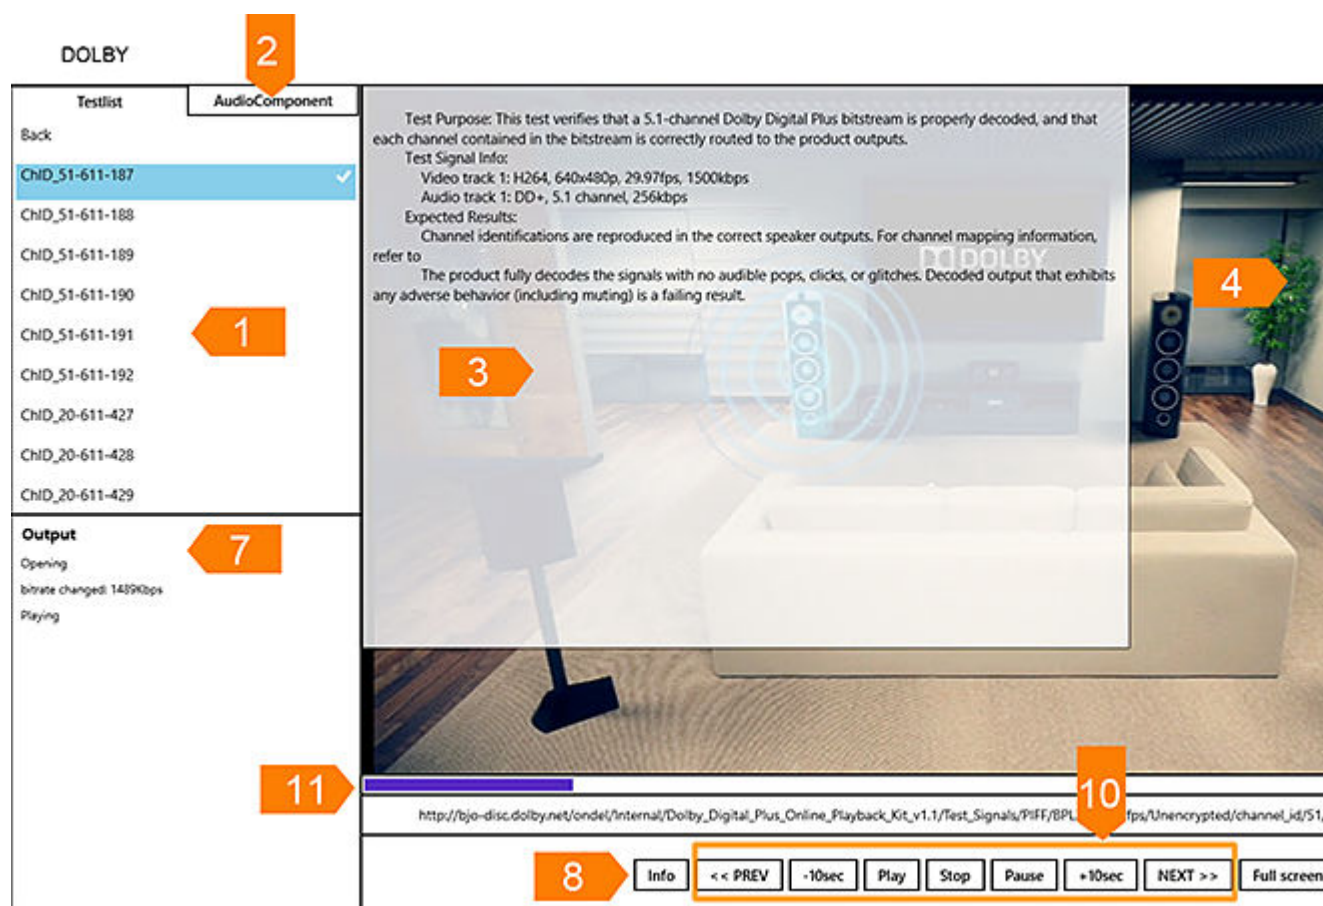 DOLBY
2
Testlist
AudioComponent
Back
ChID_51-611-187
ChID_51-611-188
ChID_51-611-189
ChID_51-611-190
ChID_51-611-191
ChID_51-611-192
ChID_20-611-427
ChID_20-611-428
ChID_20-611-429
1
Test Purpose: This test verifies that a 5.1-channel Dolby Digital Plus bitstream is properly decoded, and that
each channel contained in the bitstream is correctly routed to the product outputs.
Test Signal Info:
Video track 1: H264, 640x480p, 29.97fps, 1500kbps
Audio track 1: DD+, 5.1 channel, 256kbps
Expected Results:
Channel identifications are reproduced in the correct speaker outputs. For channel mapping information,
refer to
The product fully decodes the signals with no audible pops, clicks, or glitches. Decoded output that exhibits
any adverse behavior (including muting) is a failing result.
DOLBY
4
3
Output
Opening
bitrate changed: 1489Kbps
Playing
7
11
10
http://bjo-disc.dolby.net/ondel/Internal/Dolby_Digital_Plus_Online_Playback_Kit_v1.1/Test_Signals/PIFF/BPL fps/Unencrypted/channel_id/51,
8
Info
<< PREV
-10sec
Play
Stop
Pause
+10sec
NEXT >>
Full screen